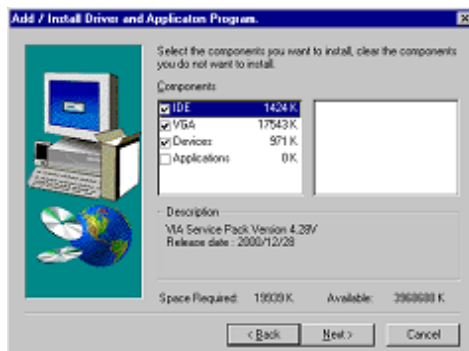 Add / Install Driver and Applicaton Program.
Select the components you want to install, clear the components
you do not want to install.
Components
IDE 1424 K
VGA 17543 K
Devices 971 K
Applications 0 K
Description
VIA Service Pack Version 4.28V
Release date : 2000/12/28
Space Required: 19939 K Available: 3968688 K
< Back Next > Cancel